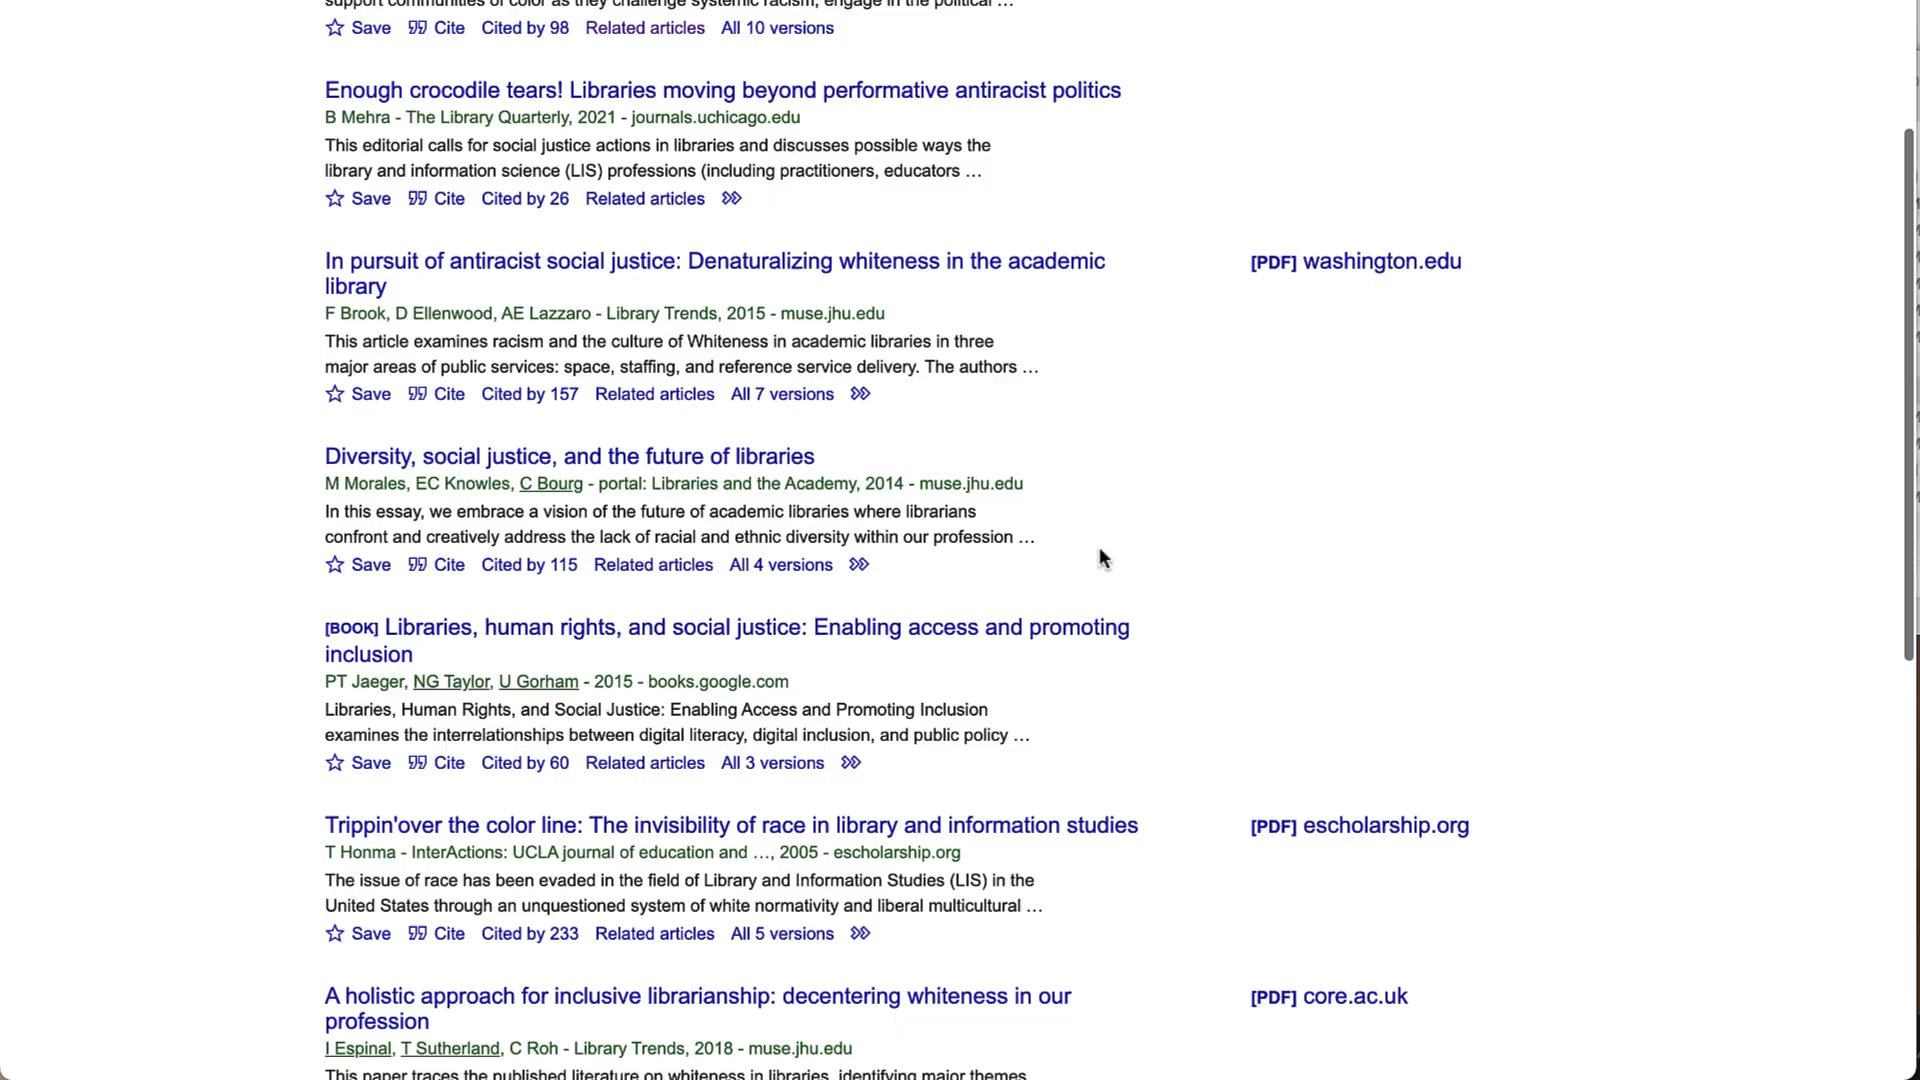 support communities of color as they challenge systemic racism, engage in the political …
Save Cite Cited by 98 Related articles All 10 versions
Enough crocodile tears! Libraries moving beyond performative antiracist politics
B Mehra - The Library Quarterly, 2021 - journals.uchicago.edu
This editorial calls for social justice actions in libraries and discusses possible ways the
library and information science (LIS) professions (including practitioners, educators …
Save Cite Cited by 26 Related articles
In pursuit of antiracist social justice: Denaturalizing whiteness in the academic
library
[PDF] washington.edu
F Brook, D Ellenwood, AE Lazzaro - Library Trends, 2015 - muse.jhu.edu
This article examines racism and the culture of Whiteness in academic libraries in three
major areas of public services: space, staffing, and reference service delivery. The authors …
Save Cite Cited by 157 Related articles All 7 versions
Diversity, social justice, and the future of libraries
M Morales, EC Knowles, C Bourg - portal: Libraries and the Academy, 2014 - muse.jhu.edu
In this essay, we embrace a vision of the future of academic libraries where librarians
confront and creatively address the lack of racial and ethnic diversity within our profession …
Save Cite Cited by 115 Related articles All 4 versions
[BOOK] Libraries, human rights, and social justice: Enabling access and promoting
inclusion
PT Jaeger, NG Taylor, U Gorham - 2015 - books.google.com
Libraries, Human Rights, and Social Justice: Enabling Access and Promoting Inclusion
examines the interrelationships between digital literacy, digital inclusion, and public policy …
Save Cite Cited by 60 Related articles All 3 versions
Trippin'over the color line: The invisibility of race in library and information studies
[PDF] escholarship.org
T Honma - InterActions: UCLA journal of education and …, 2005 - escholarship.org
The issue of race has been evaded in the field of Library and Information Studies (LIS) in the
United States through an unquestioned system of white normativity and liberal multicultural …
Save Cite Cited by 233 Related articles All 5 versions
A holistic approach for inclusive librarianship: decentering whiteness in our
profession
[PDF] core.ac.uk
I Espinal, T Sutherland, C Roh - Library Trends, 2018 - muse.jhu.edu
This paper traces the published literature on whiteness in libraries, identifying major themes